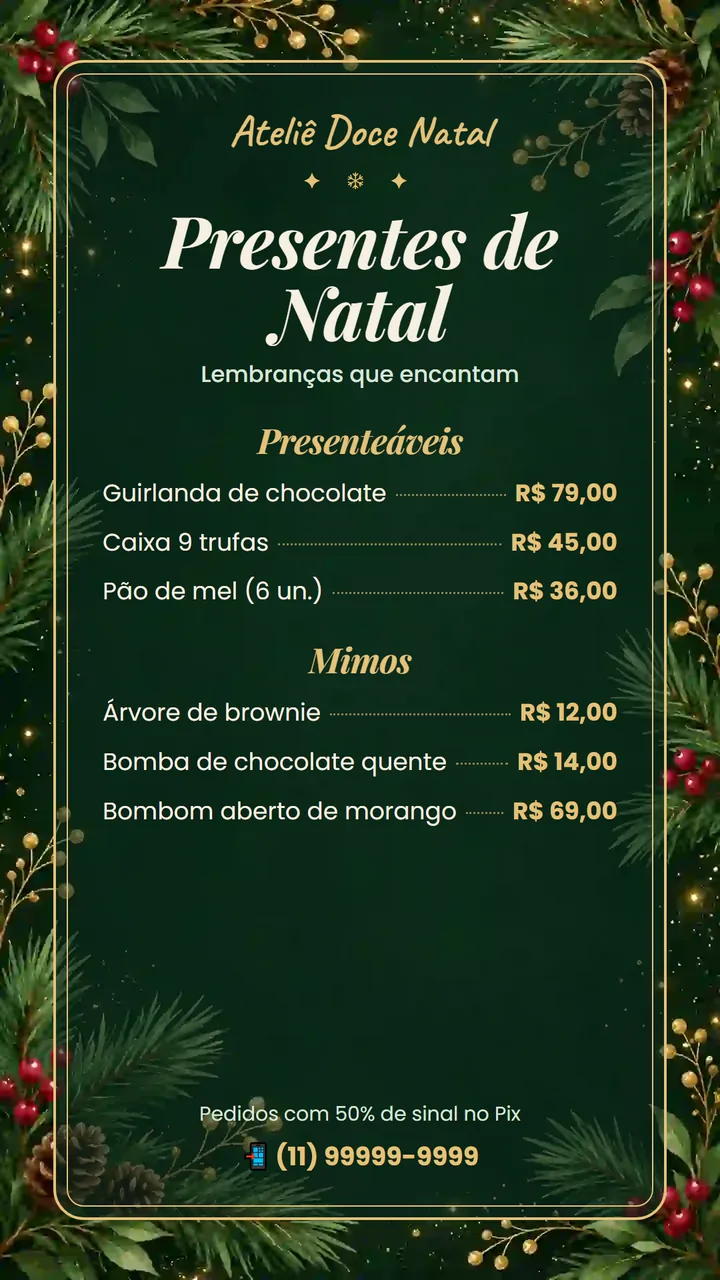 Ateliê Doce Natal
✦ ❄ ✦
Presentes de
Natal
Lembranças que encantam
Presenteáveis
Guirlanda de chocolate R$ 79,00
Caixa 9 trufas R$ 45,00
Pão de mel (6 un.) R$ 36,00
Mimos
Árvore de brownie R$ 12,00
Bomba de chocolate quente R$ 14,00
Bombom aberto de morango R$ 69,00
Pedidos com 50% de sinal no Pix
📲 (11) 99999-9999